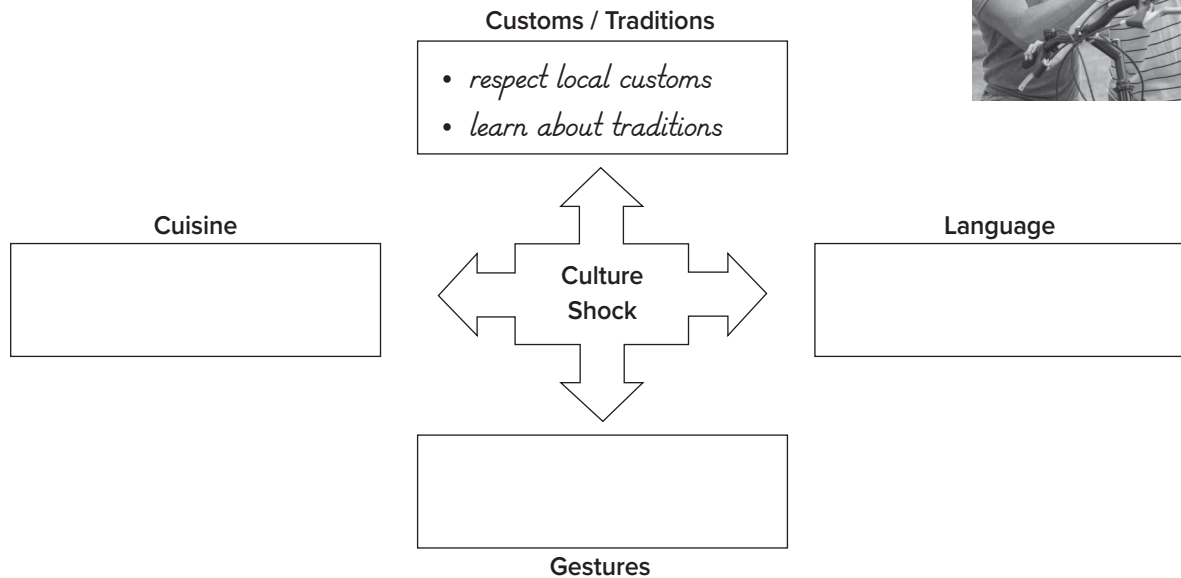 Customs / Traditions
• respect local customs
• learn about traditions
Cuisine
Language
Culture
Shock
Gestures